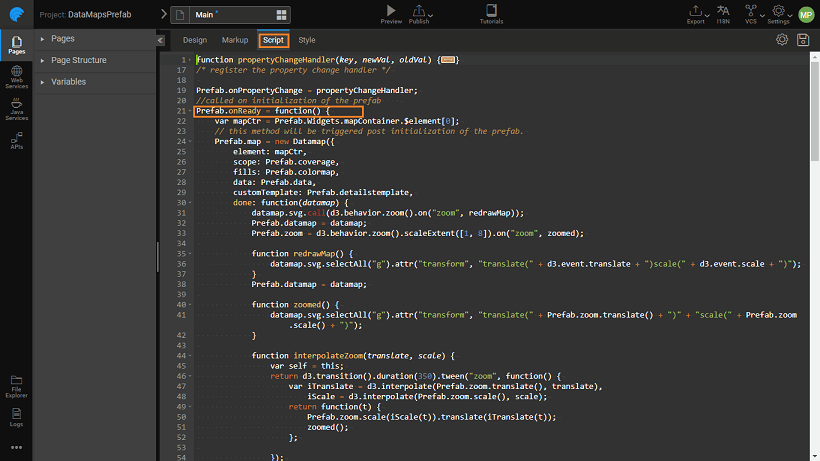 Project: DataMapsPrefab
Main *
Preview
Publish
Tutorials
Export
I18N
VCS
Settings
MP
Pages
Web
Services
Java
Services
APIs
File
Explorer
Logs
Pages
Page Structure
Variables
Design
Markup
Script
Style
1 function propertyChangeHandler(key, newVal, oldVal) {}
17 /* register the property change handler */
18
19 Prefab.onPropertyChange = propertyChangeHandler;
20 //called on initialization of the prefab
21 Prefab.onReady = function() {
22 var mapCtr = Prefab.Widgets.mapContainer.$element[0];
23 // this method will be triggered post initialization of the prefab.
24 Prefab.map = new Datamap({
25 element: mapCtr,
26 scope: Prefab.coverage,
27 fills: Prefab.colormap,
28 data: Prefab.data,
29 customTemplate: Prefab.detailstemplate,
30 done: function(datamap) {
31 datamap.svg.call(d3.behavior.zoom().on("zoom", redrawMap));
32 Prefab.datamap = datamap;
33 Prefab.zoom = d3.behavior.zoom().scaleExtent([1, 8]).on("zoom", zoomed);
34
35 function redrawMap() {
36 datamap.svg.selectAll("g").attr("transform", "translate(" + d3.event.translate + ")scale(" + d3.event.scale + ")");
37 }
38 Prefab.datamap = datamap;
39
40 function zoomed() {
41 datamap.svg.selectAll("g").attr("transform", "translate(" + Prefab.zoom.translate() + ")" + "scale(" + Prefab.zoom
.scale() + ")");
42 }
43
44 function interpolateZoom(translate, scale) {
45 var self = this;
46 return d3.transition().duration(350).tween("zoom", function() {
47 var iTranslate = d3.interpolate(Prefab.zoom.translate(), translate),
48 iScale = d3.interpolate(Prefab.zoom.scale(), scale);
49 return function(t) {
50 Prefab.zoom.scale(iScale(t)).translate(iTranslate(t));
51 zoomed();
52 };
53
54 });